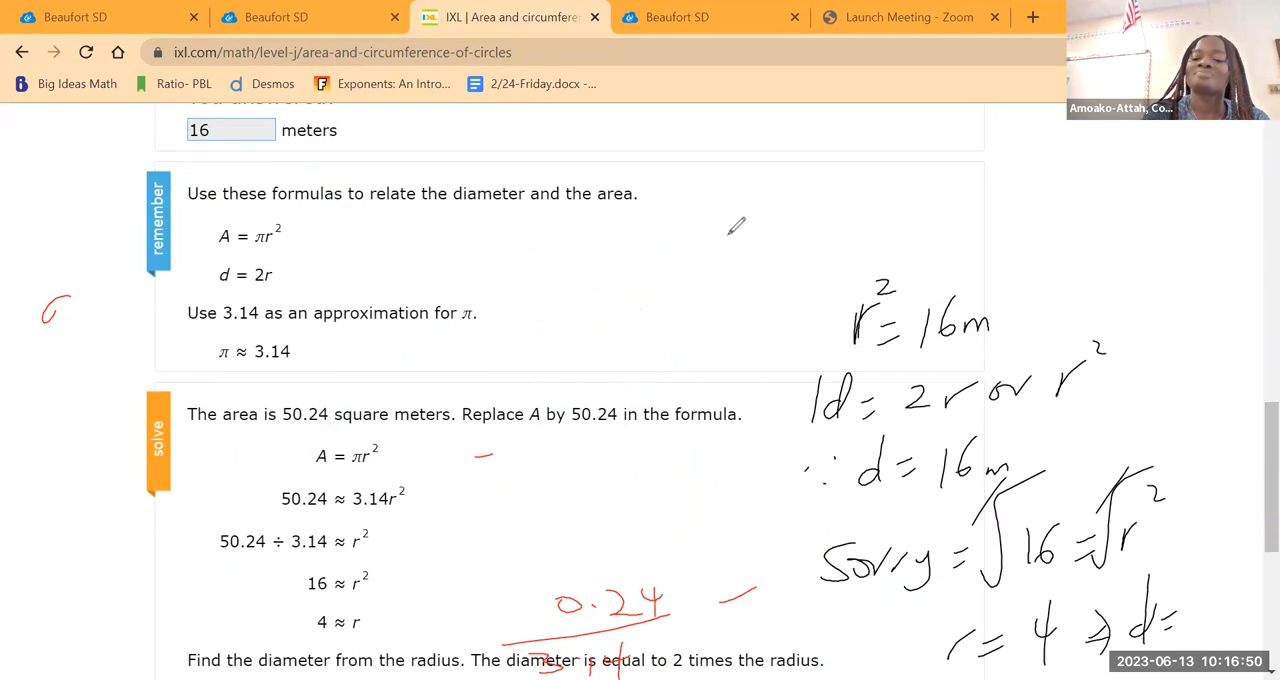 Beaufort SD
Beaufort SD
IXL | Area and circumfere
Beaufort SD
Launch Meeting - Zoom
ixl.com/math/level-j/area-and-circumference-of-circles
Big Ideas Math
Ratio- PBL
Desmos
Exponents: An Intro...
2/24-Friday.docx -...
Amoako-Attah, Co...
16 meters
remember
Use these formulas to relate the diameter and the area.
A = πr²
d = 2r
Use 3.14 as an approximation for π.
π ≈ 3.14
solve
The area is 50.24 square meters. Replace A by 50.24 in the formula.
A = πr²
50.24 ≈ 3.14r²
50.24 ÷ 3.14 ≈ r²
16 ≈ r²
4 ≈ r
Find the diameter from the radius. The diameter is equal to 2 times the radius.
0.24
3.14
r² = 16m
d = 2r or r²
∵ d = 16m
Sorry = √16 = √r²
r = 4 ⇒ d =
2023-06-13 10:16:50